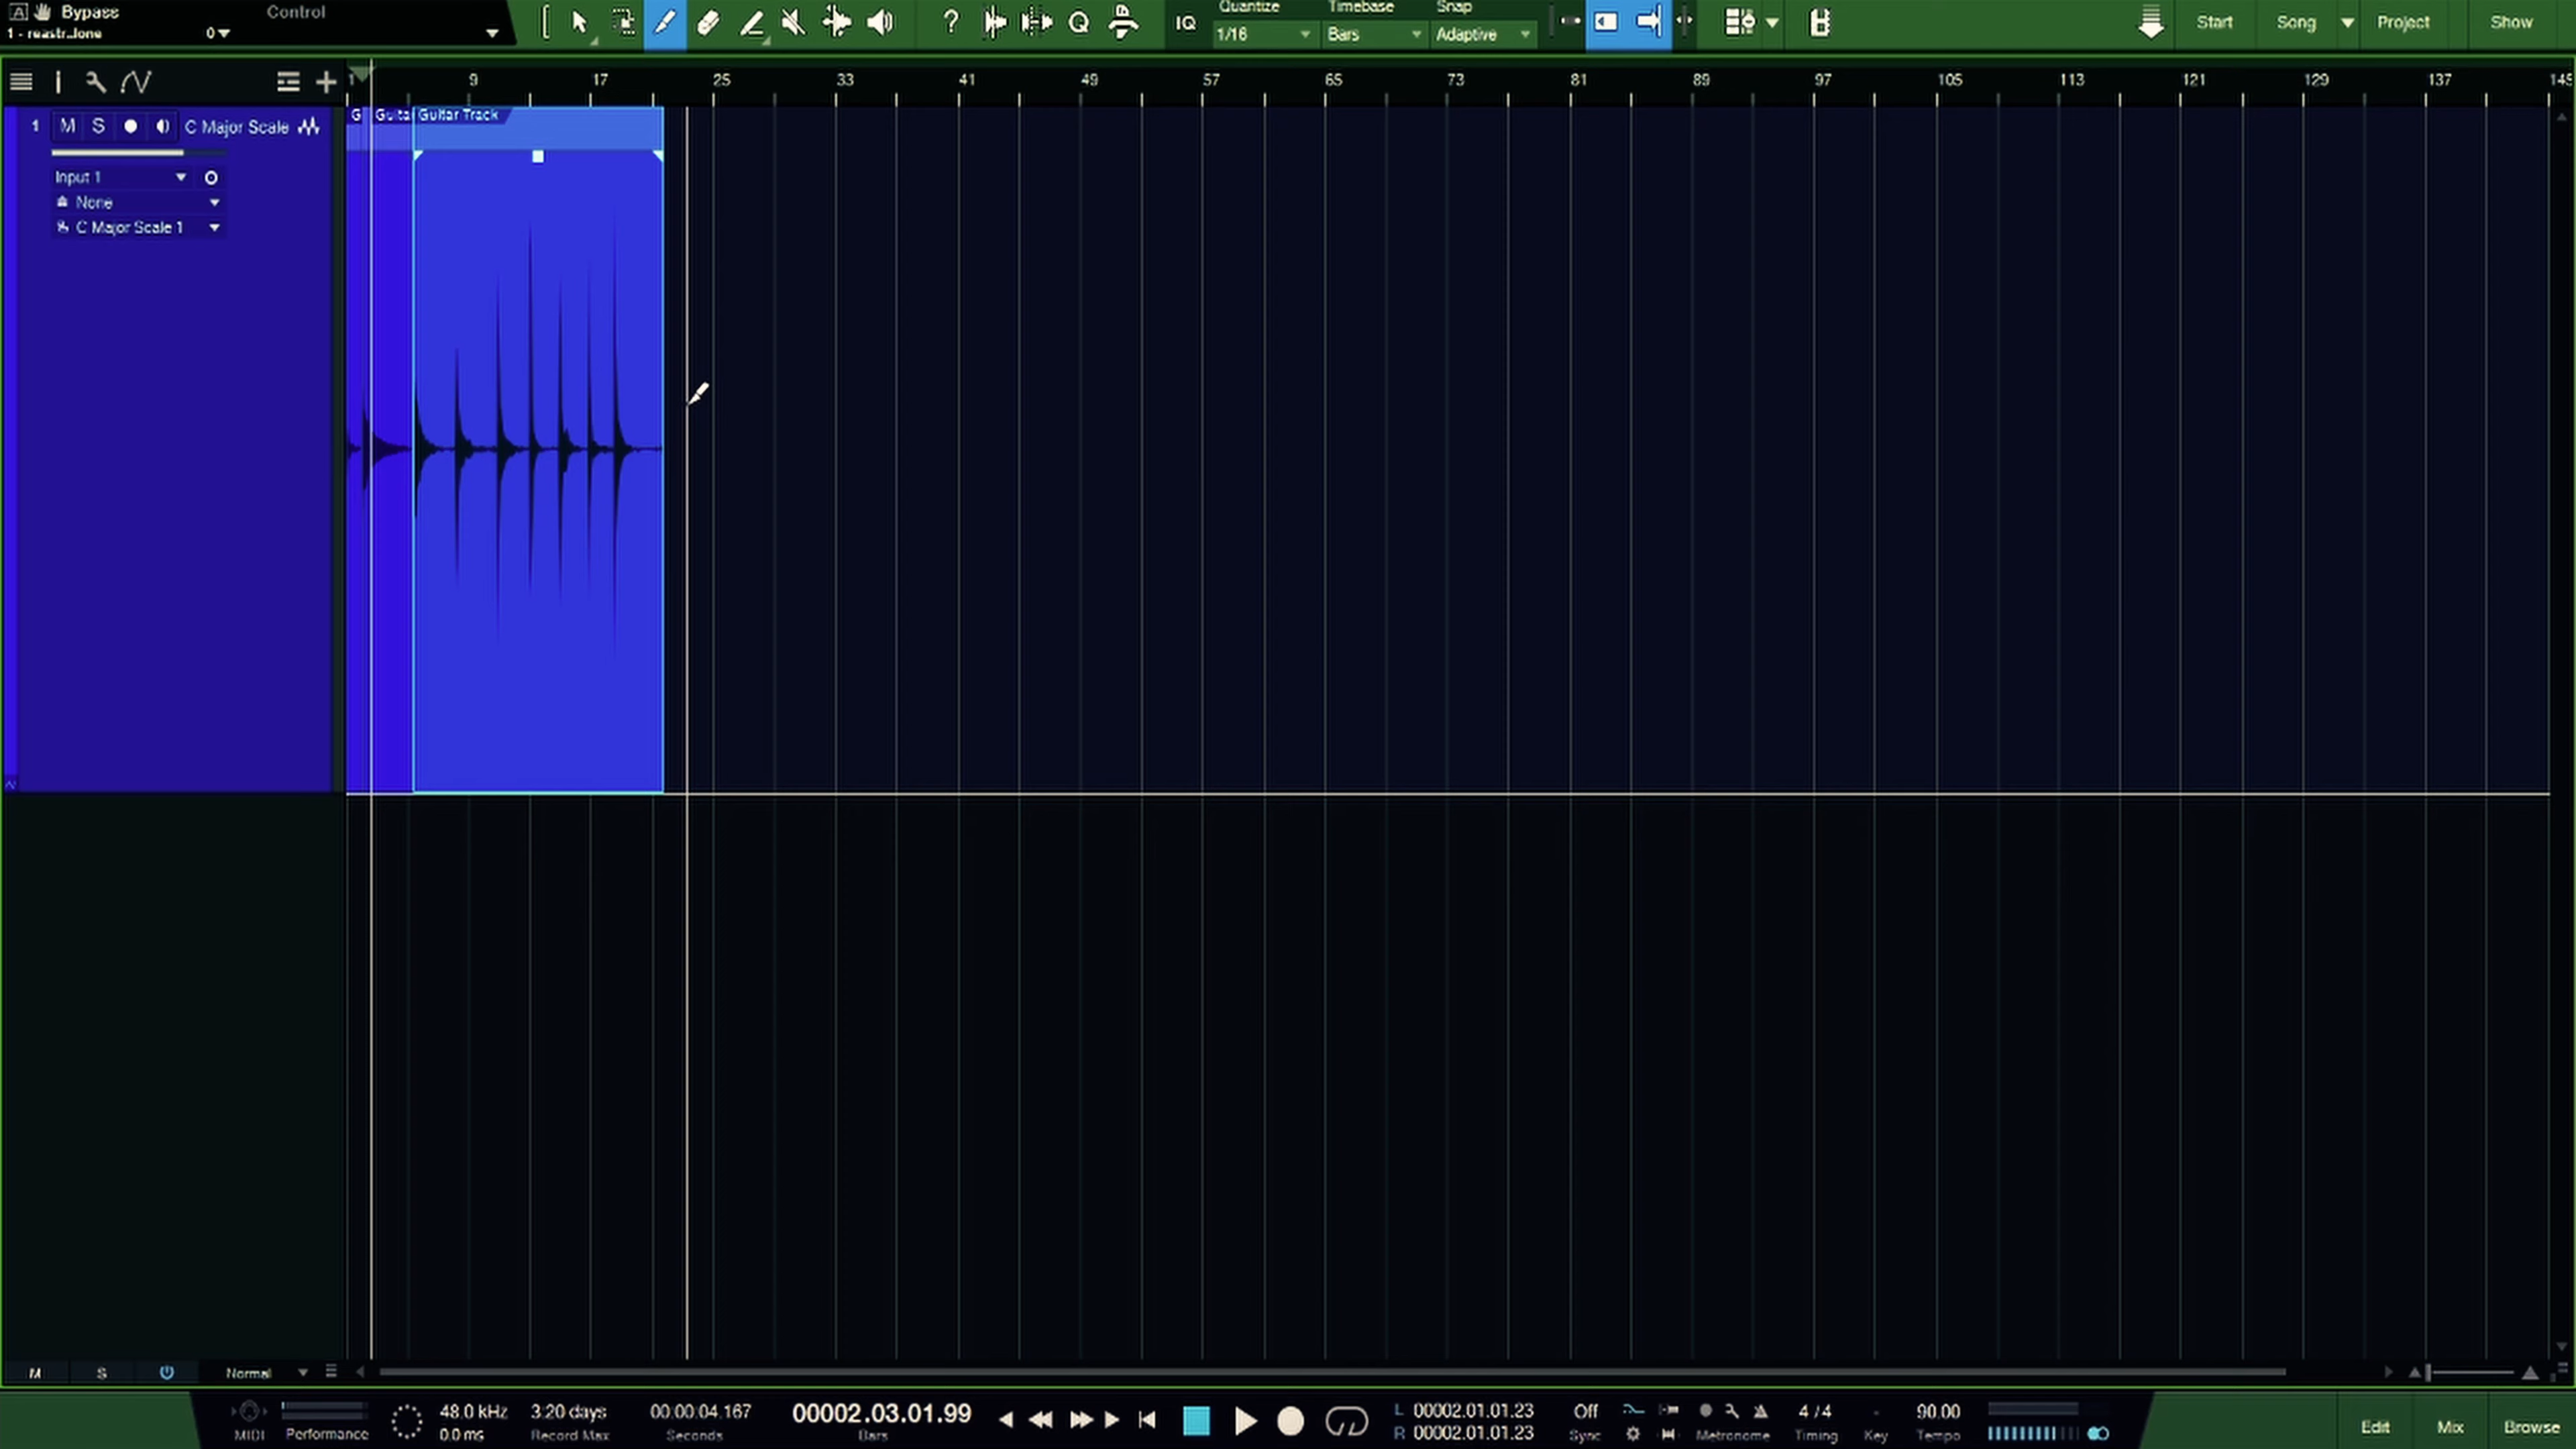 A Bypass Control
1 - reastr..lone 0
Quantize Timebase Snap
IQ 1/16 Bars Adaptive
Start Song Project Show
1 9 17 25 33 41 49 57 65 73 81 89 97 105 113 121 129 137 145
1 M S C Major Scale
G Guitar Guitar Track
Input 1
None
C Major Scale 1
M S Normal
48.0 kHz 3:20 days 00:00:04.167 00002.03.01.99 L 00002.01.01.23 Off 4 / 4 - 90.00
MIDI Performance 0.0 ms Record Max Seconds Bars R 00002.01.01.23 Sync Metronome Timing Key Tempo
Edit Mix Browse